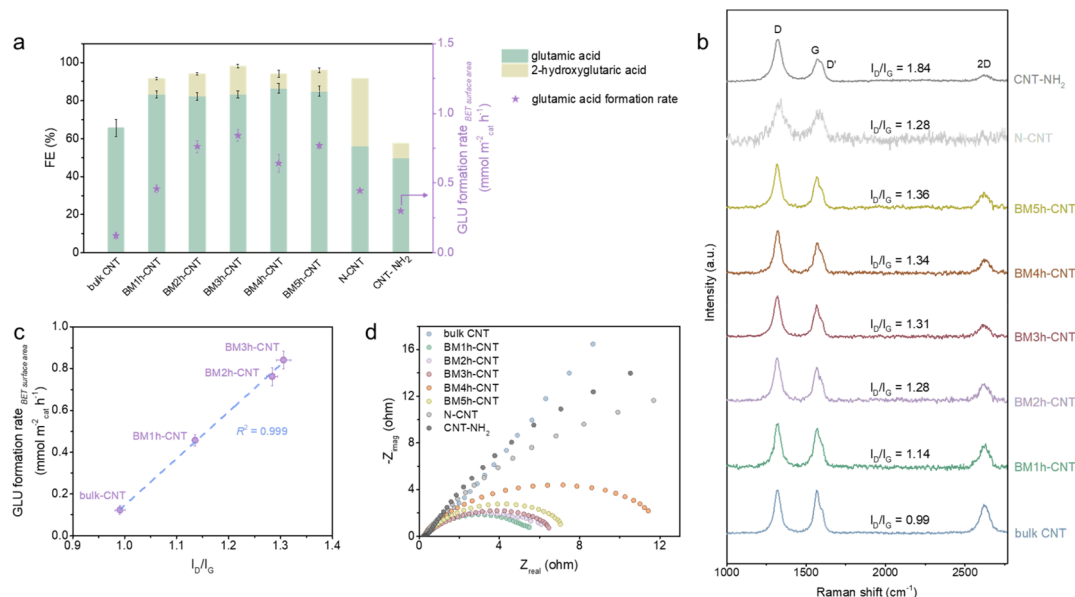 a
FE (%)
100
80
60
40
20
0
bulk CNT
BM1h-CNT
BM2h-CNT
BM3h-CNT
BM4h-CNT
BM5h-CNT
N-CNT
CNT- NH2
1.5
1.2
0.9
0.6
0.3
0.0
GLU formation rate BET surface area
(mmol m-2cat h-1)
glutamic acid
2-hydroxyglutaric acid
glutamic acid formation rate
b
Intensity (a.u.)
D
G
D'
2D
ID/IG = 1.84
CNT-NH2
ID/IG = 1.28
N-CNT
ID/IG = 1.36
BM5h-CNT
ID/IG = 1.34
BM4h-CNT
ID/IG = 1.31
BM3h-CNT
ID/IG = 1.28
BM2h-CNT
ID/IG = 1.14
BM1h-CNT
ID/IG = 0.99
bulk CNT
1000
1500
2000
2500
Raman shift (cm-1)
c
GLU formation rate BET surface area
(mmol m-2cat h-1)
1.0
0.8
0.6
0.4
0.2
0.0
BM3h-CNT
BM2h-CNT
BM1h-CNT
R2 = 0.999
bulk-CNT
0.9
1.0
1.1
1.2
1.3
1.4
ID/IG
d
-Zimag (ohm)
16
12
8
4
0
bulk CNT
BM1h-CNT
BM2h-CNT
BM3h-CNT
BM4h-CNT
BM5h-CNT
N-CNT
CNT-NH2
0
2
4
6
8
10
12
Zreal (ohm)